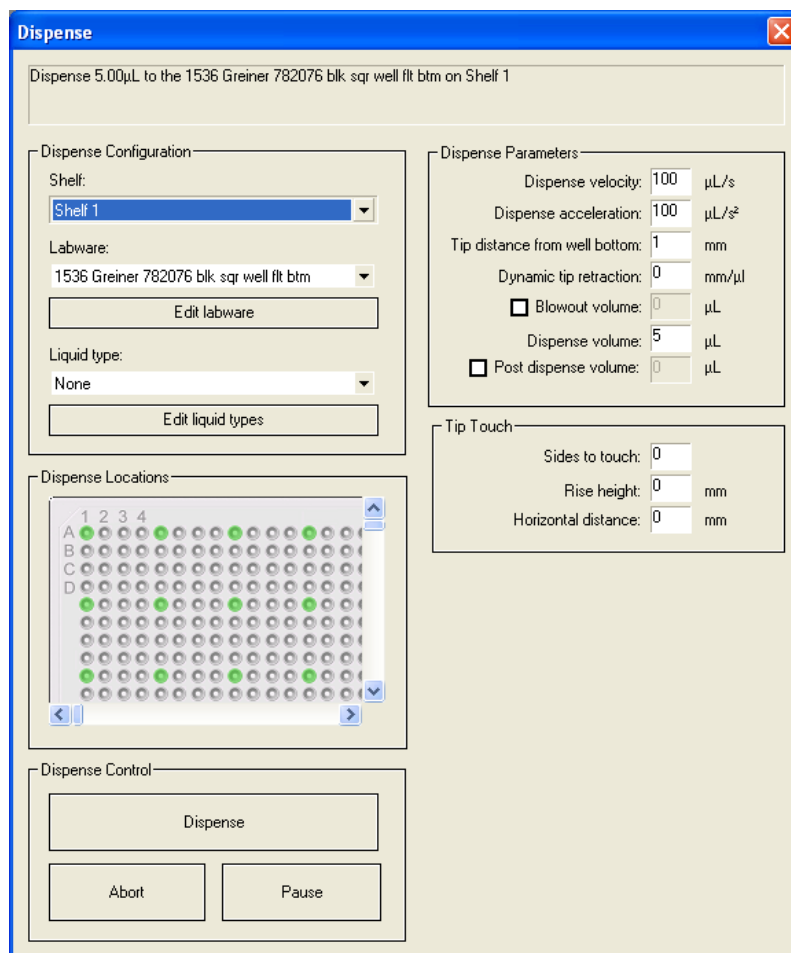 Dispense
Dispense 5.00µL to the 1536 Greiner 782076 blk sqr well flt btm on Shelf 1
Dispense Configuration
Shelf:
Shelf 1
Labware:
1536 Greiner 782076 blk sqr well flt btm
Edit labware
Liquid type:
None
Edit liquid types
Dispense Locations
1 2 3 4
A
B
C
D
Dispense Control
Dispense
Abort
Pause
Dispense Parameters
Dispense velocity: 100 µL/s
Dispense acceleration: 100 µL/s²
Tip distance from well bottom: 1 mm
Dynamic tip retraction: 0 mm/µl
Blowout volume: 0 µL
Dispense volume: 5 µL
Post dispense volume: 0 µL
Tip Touch
Sides to touch: 0
Rise height: 0 mm
Horizontal distance: 0 mm